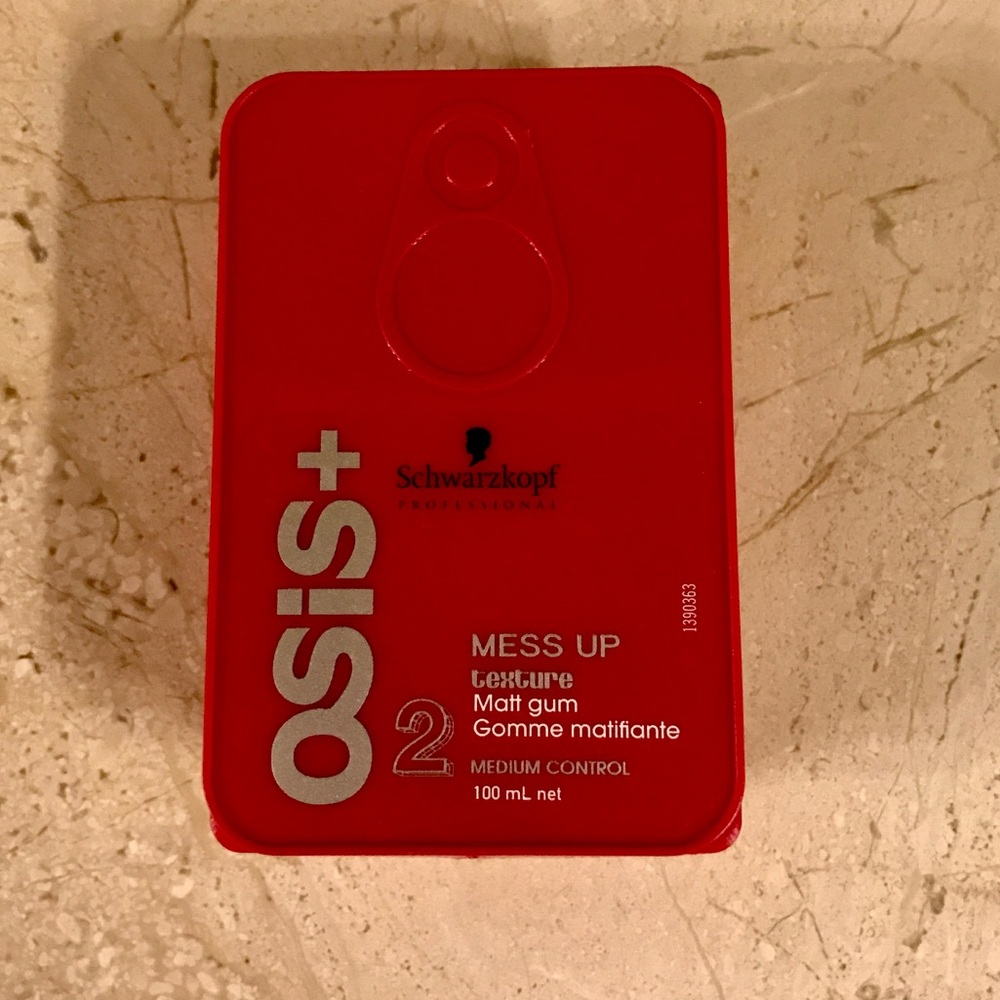 Schwarzkopf
PROFESSIONAL
OSiS+
1390363
MESS UP
texture
Matt gum
Gomme matifiante
2
MEDIUM CONTROL
100 mL net